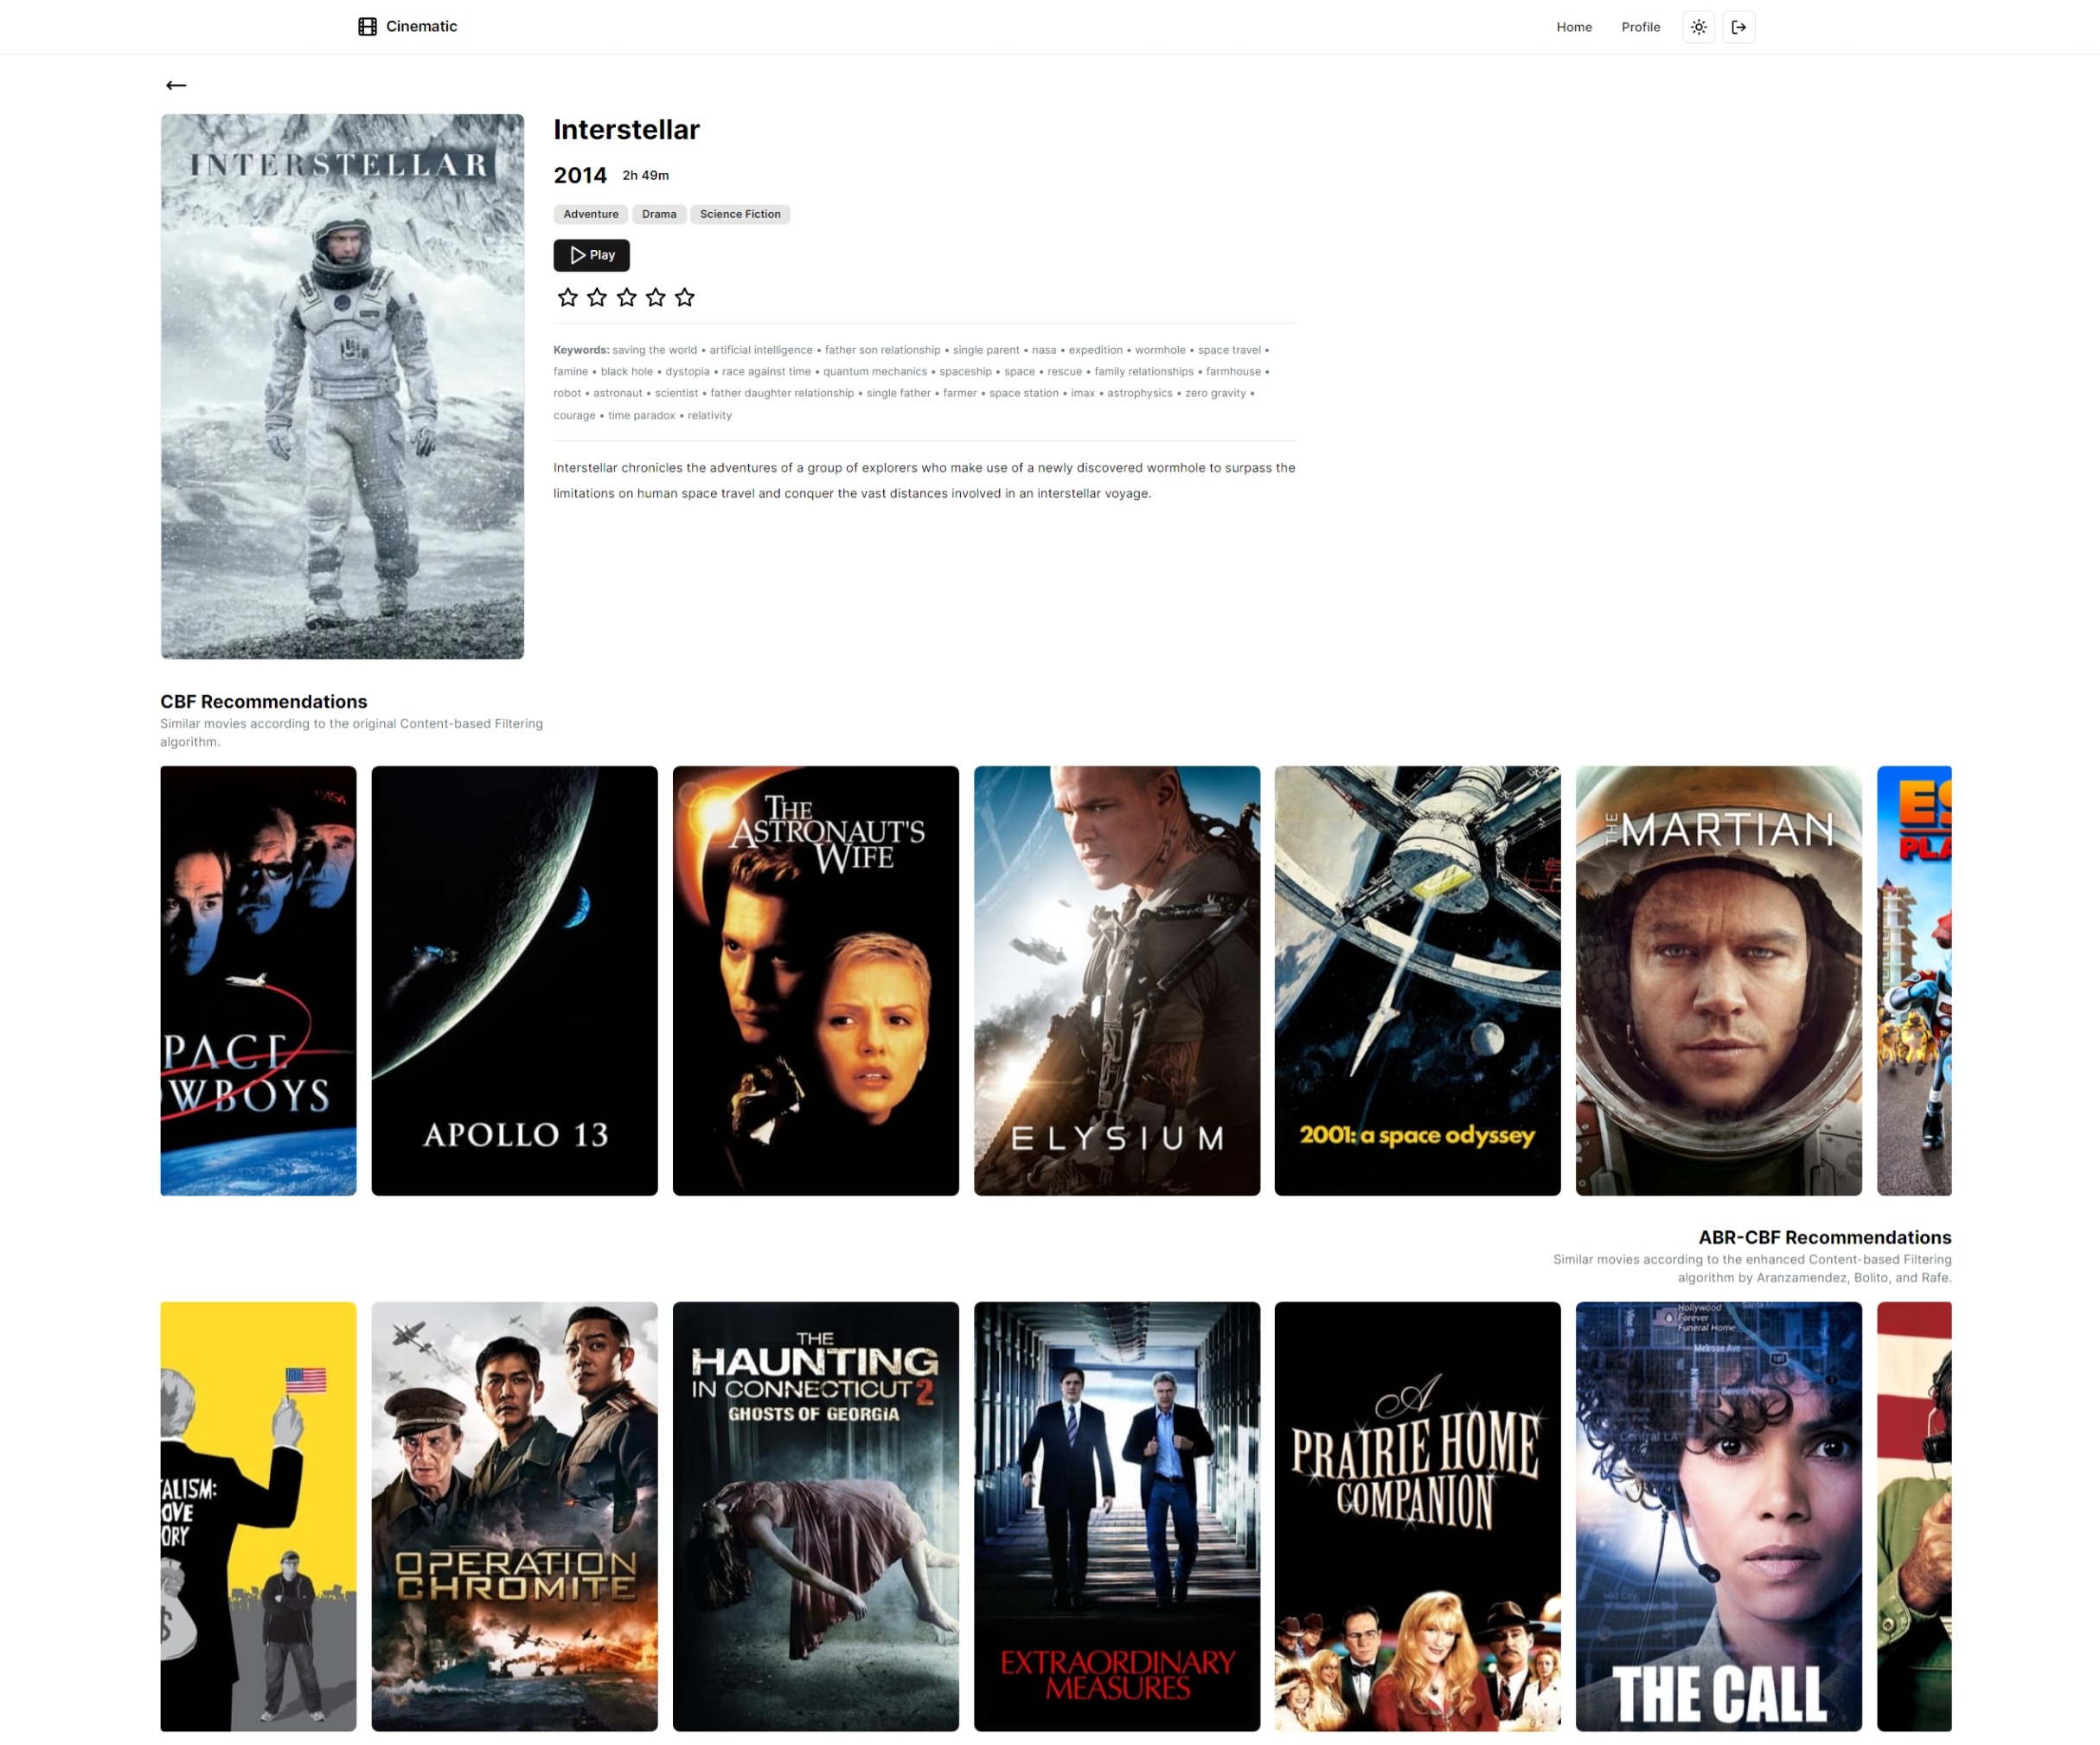 Cinematic
Home
Profile
INTERSTELLAR
Interstellar
2014 2h 49m
Adventure Drama Science Fiction
Play
Keywords: saving the world • artificial intelligence • father son relationship • single parent • nasa • expedition • wormhole • space travel •
famine • black hole • dystopia • race against time • quantum mechanics • spaceship • space • rescue • family relationships • farmhouse •
robot • astronaut • scientist • father daughter relationship • single father • farmer • space station • imax • astrophysics • zero gravity •
courage • time paradox • relativity
Interstellar chronicles the adventures of a group of explorers who make use of a newly discovered wormhole to surpass the
limitations on human space travel and conquer the vast distances involved in an interstellar voyage.
CBF Recommendations
Similar movies according to the original Content-based Filtering
algorithm.
NASA
PACE
OWBOYS
APOLLO 13
THE
ASTRONAUT'S
WIFE
ELYSIUM
2001: a space odyssey
THE MARTIAN
ES
PLA
ABR-CBF Recommendations
Similar movies according to the enhanced Content-based Filtering
algorithm by Aranzamendez, Bolito, and Rafe.
TALISM:
OVE
ORY
$
OPERATION
CHROMITE
THE
HAUNTING
IN CONNECTICUT 2
GHOSTS OF GEORGIA
EXTRAORDINARY
MEASURES
A
PRAIRIE HOME
COMPANION
Hollywood
Forever
Funeral Home
Melrose Ave
101
Central LA
THE CALL